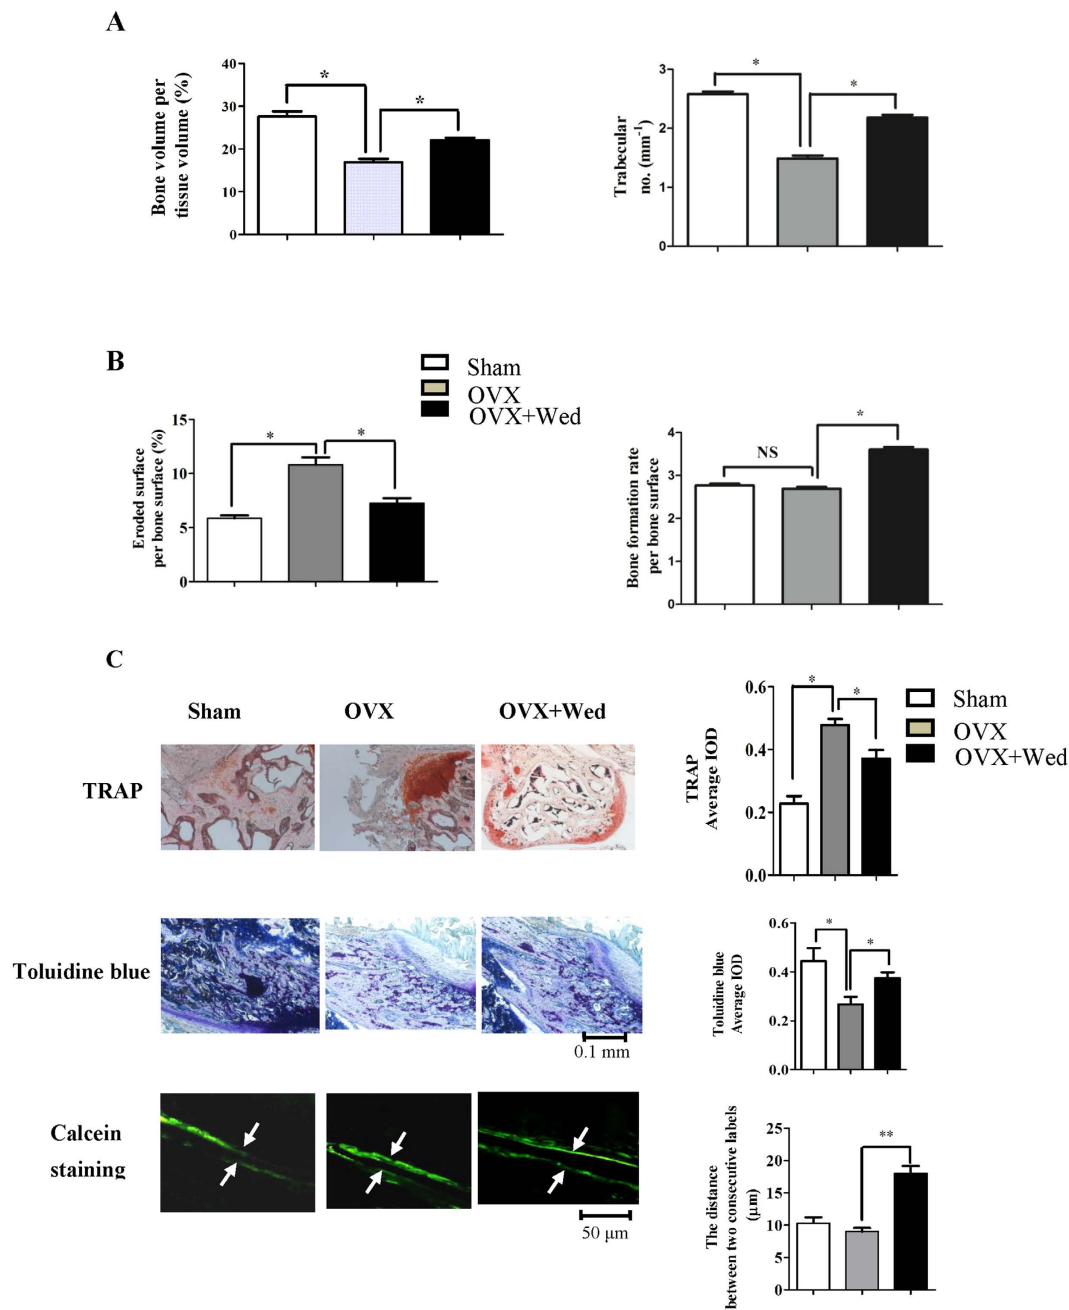 A
Bone volume per
tissue volume (%)
40
30
20
10
0
*
*
Trabecular
no. (mm-1)
3
2
1
0
*
*
B
Sham
OVX
OVX+Wed
Eroded surface
per bone surface (%)
15
10
5
0
*
*
Bone formation rate
per bone surface
4
3
2
1
0
NS
*
C
Sham
OVX
OVX+Wed
TRAP
TRAP
Average IOD
0.6
0.4
0.2
0.0
*
*
Sham
OVX
OVX+Wed
Toluidine blue
0.1 mm
Toluidine blue
Average IOD
0.6
0.4
0.2
0.0
*
*
Calcein
staining
50 μm
The distance
between two consecutive labels
(μm)
25
20
15
10
5
0
**